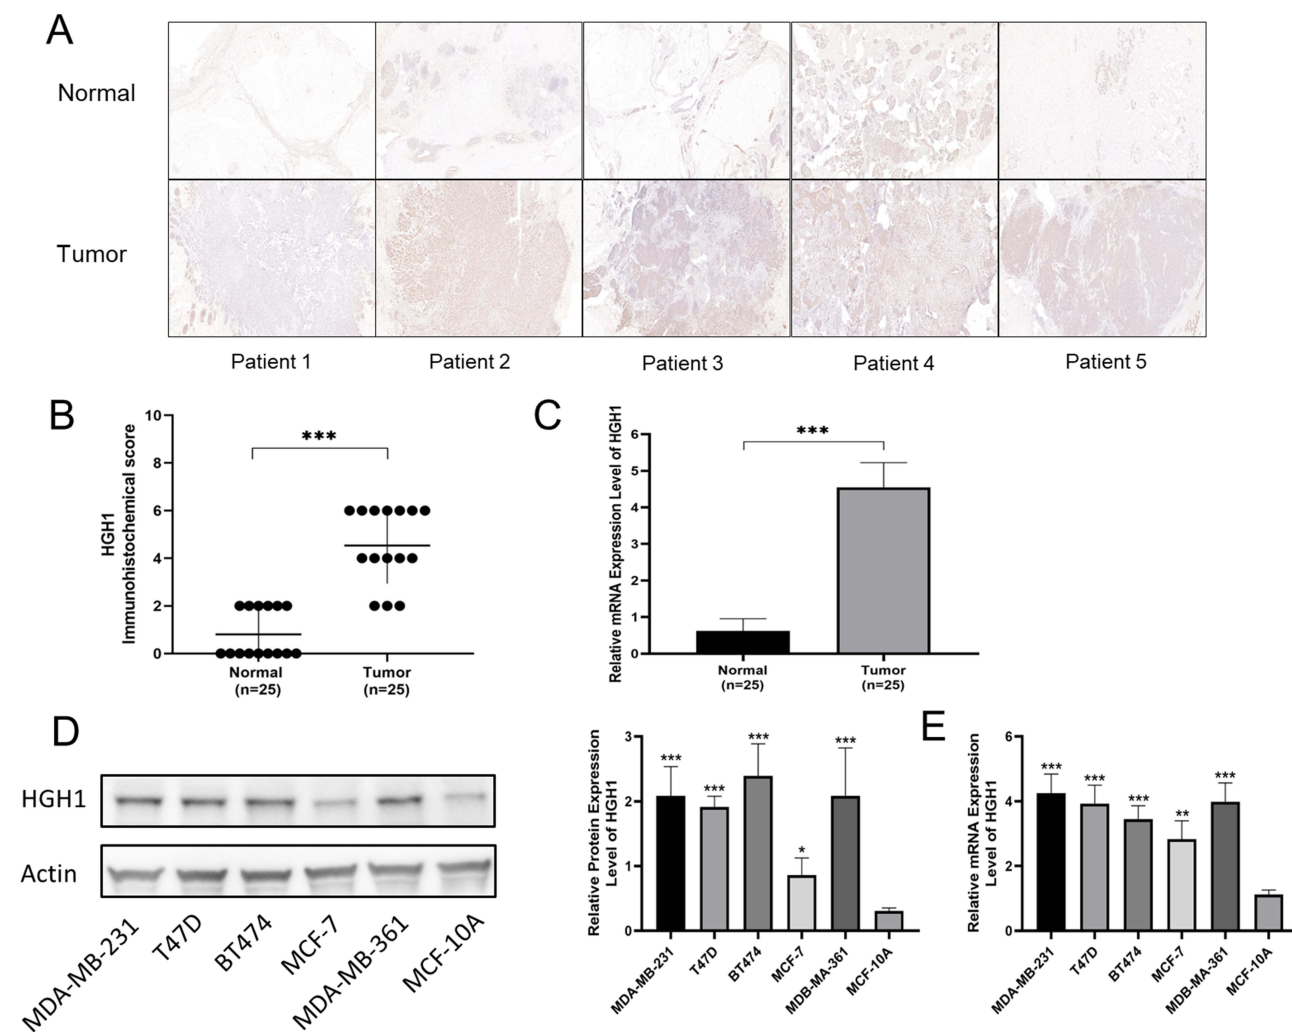 A
Normal
Tumor
Patient 1
Patient 2
Patient 3
Patient 4
Patient 5
B
HGH1
Immunohistochemical score
10
8
6
4
2
0
***
Normal
(n=25)
Tumor
(n=25)
C
Relative mRNA Expression Level of HGH1
6
5
4
3
2
1
0
***
Normal
(n=25)
Tumor
(n=25)
D
HGH1
Actin
MDA-MB-231
T47D
BT474
MCF-7
MDA-MB-361
MCF-10A
Relative Protein Expression
Level of HGH1
3
2
1
0
***
***
***
*
***
MDA-MB-231
T47D
BT474
MCF-7
MDB-MA-361
MCF-10A
E
Relative mRNA Expression
Level of HGH1
6
4
2
0
***
***
***
**
***
MDA-MB-231
T47D
BT474
MCF-7
MDB-MA-361
MCF-10A